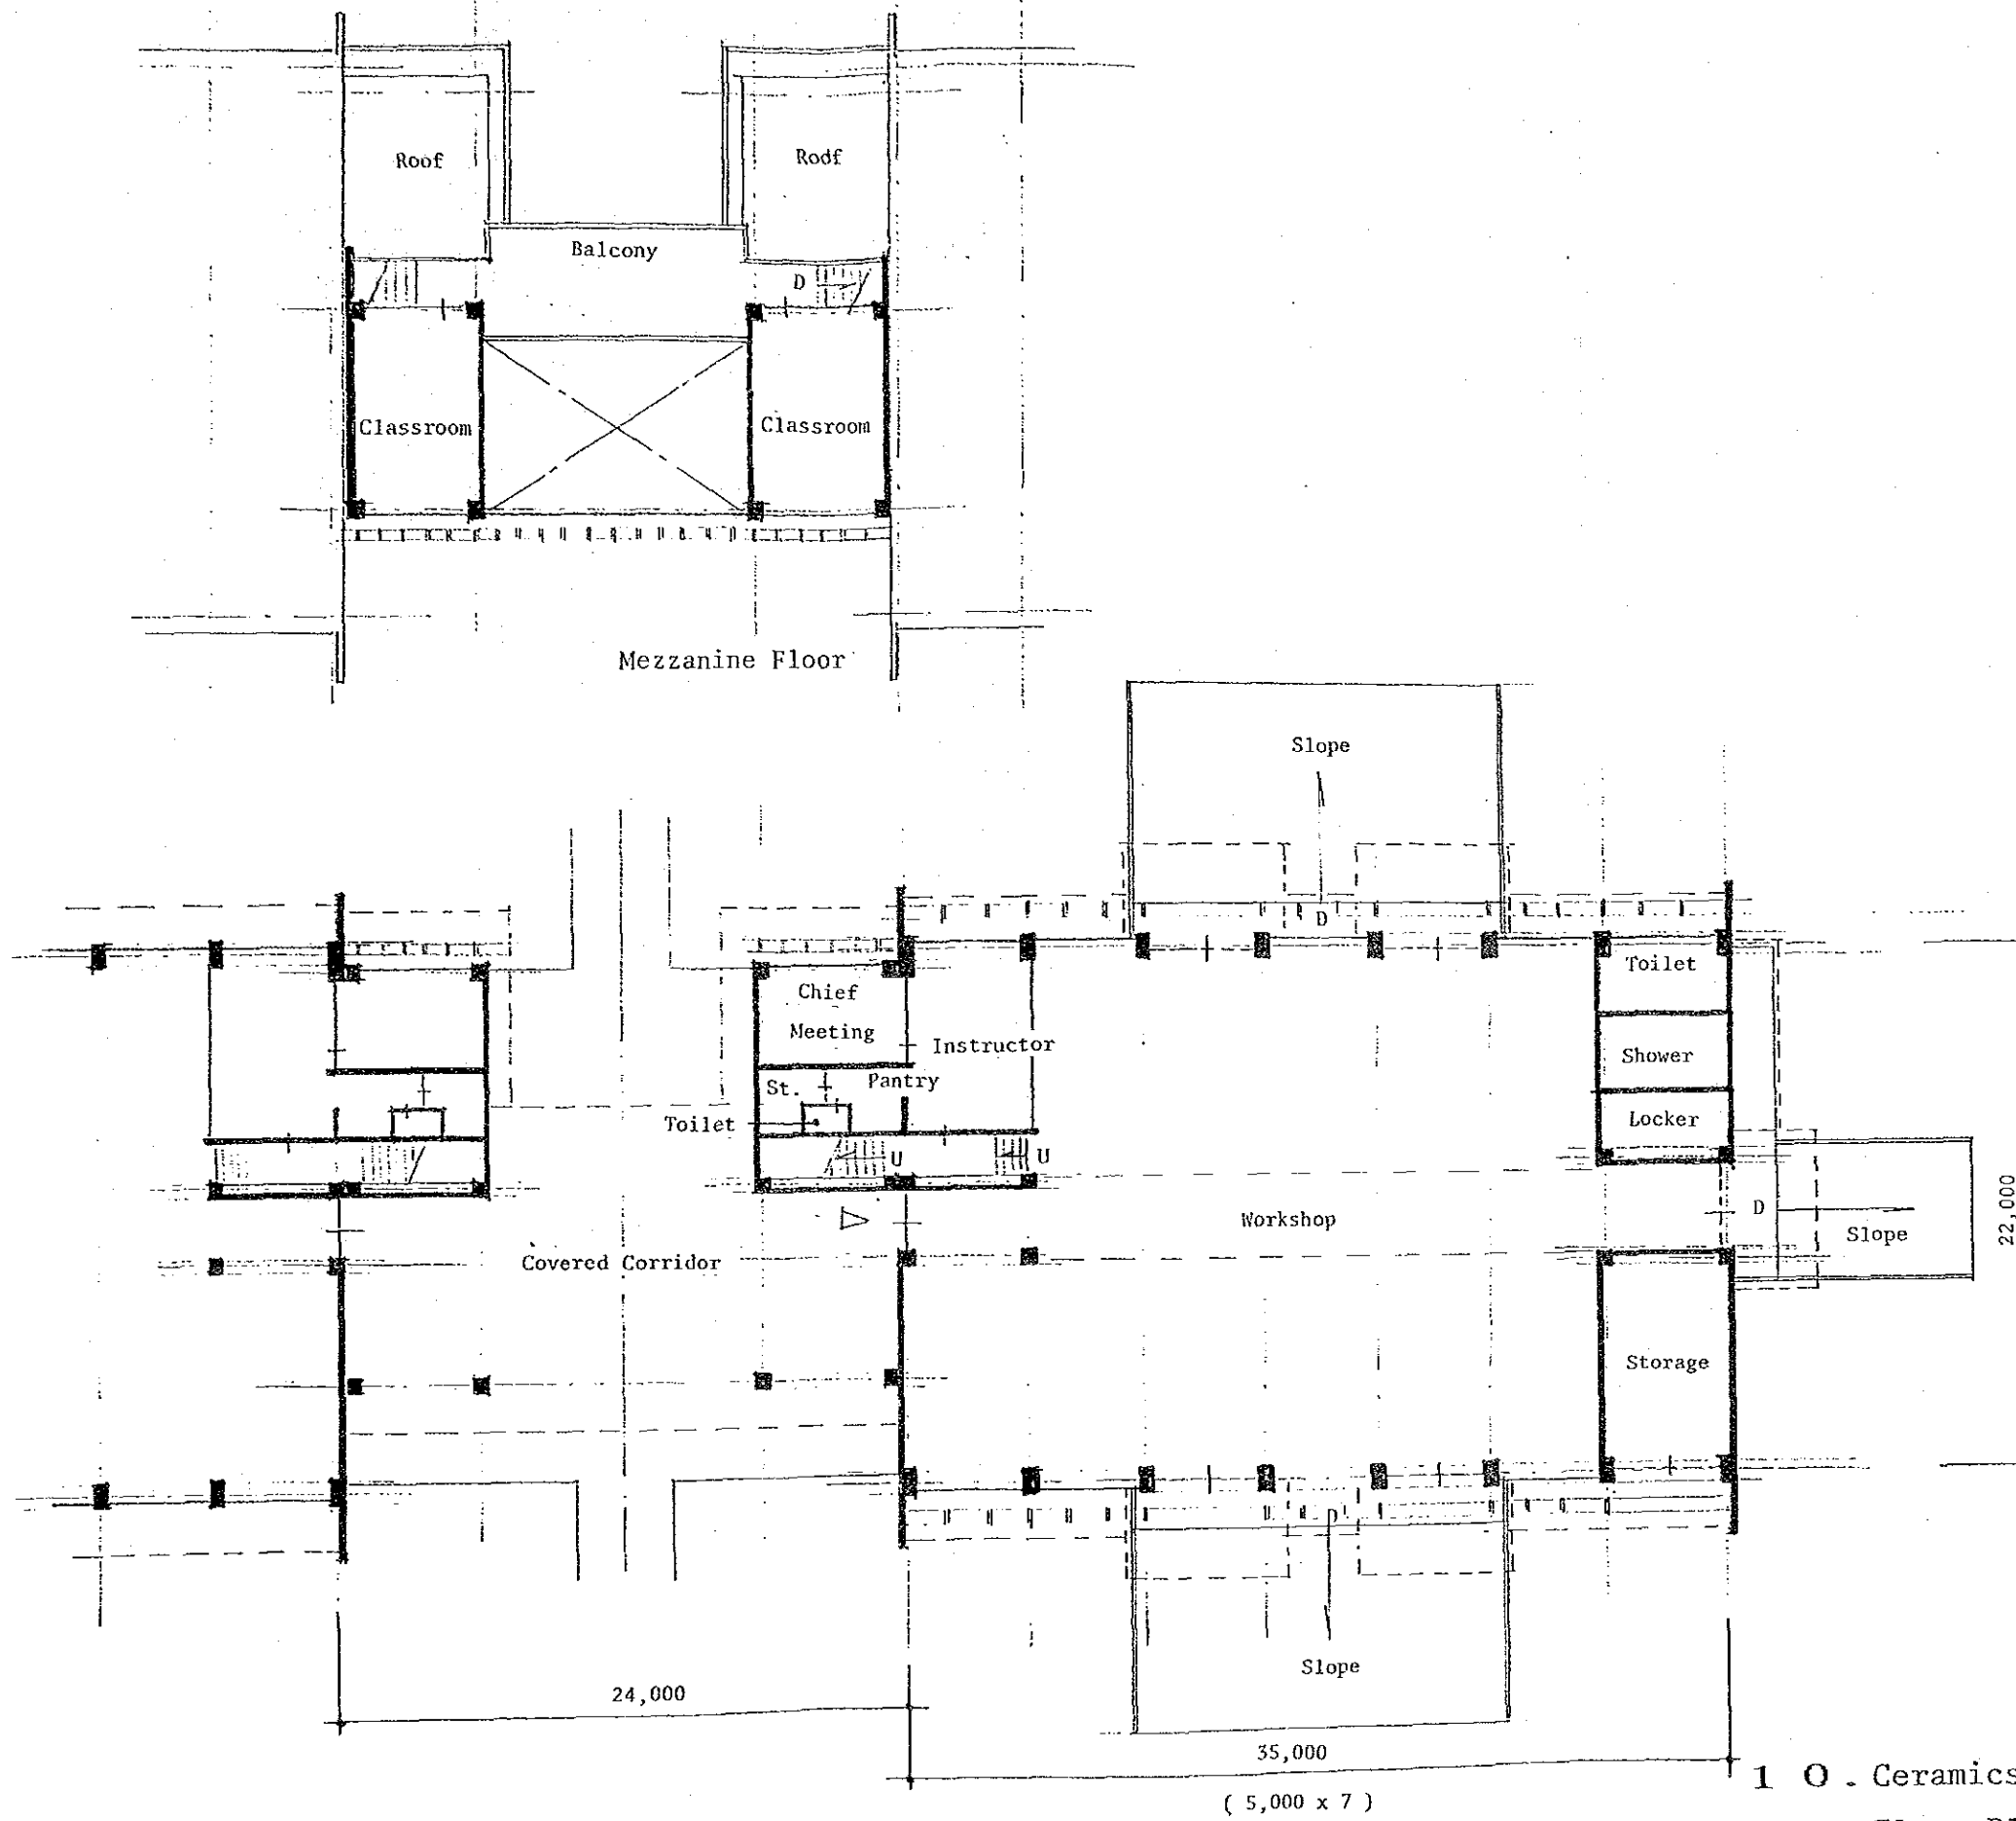 Roof
Rodf
Balcony
D
Classroom
Classroom
Mezzanine Floor
Slope
D
Chief
Meeting
Instructor
St.
Pantry
Toilet
U
U
Toilet
Shower
Locker
D
Slope
22,000
Workshop
Covered Corridor
Storage
D
Slope
24,000
35,000
( 5,000 x 7 )
1 0 . Ceramics